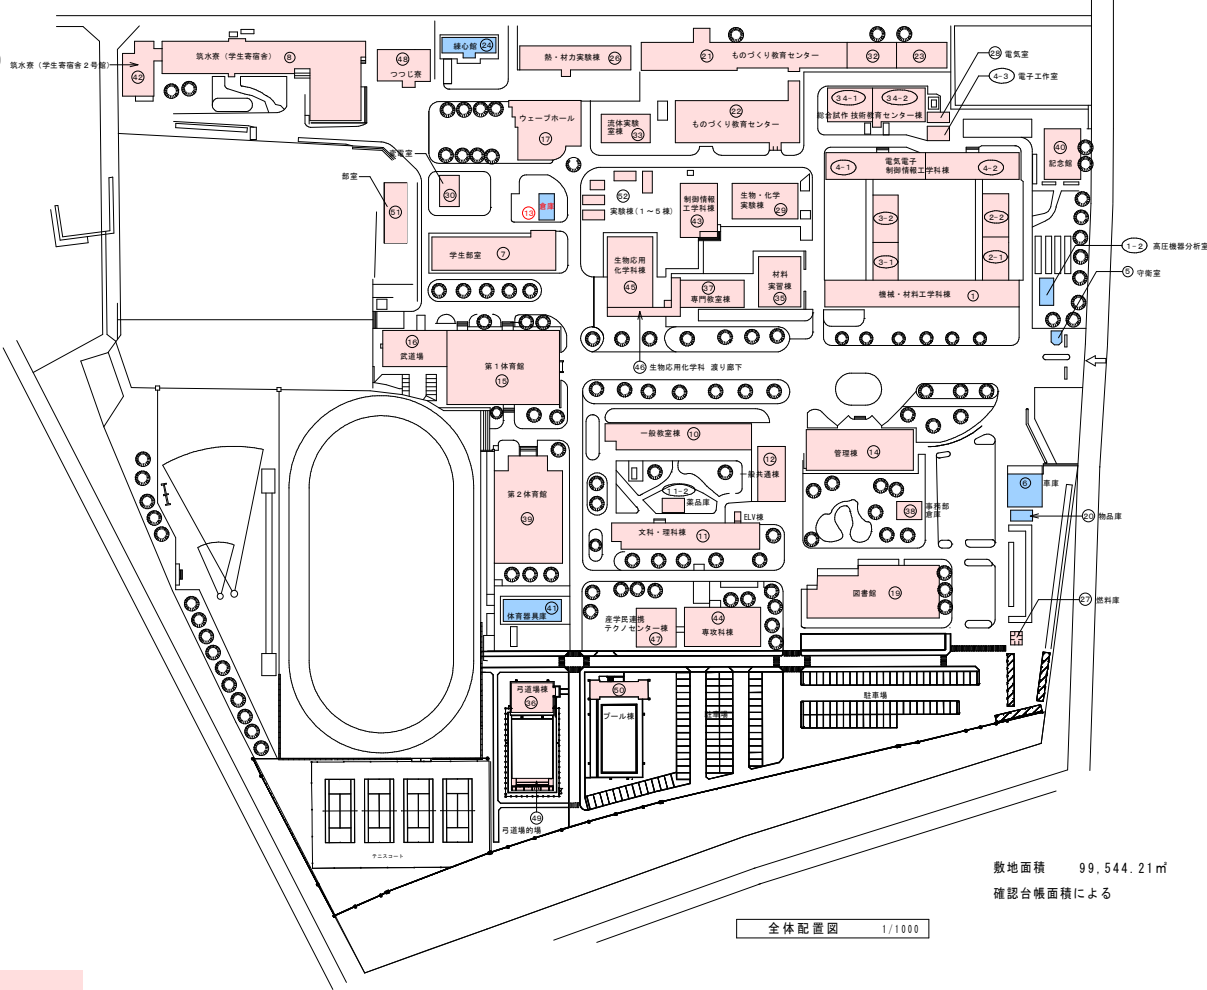 筑水寮（学生寄宿舎２号館）
42
筑水寮（学生寄宿舎）
8
48
つつじ寮
練心館 24
熱・材力実験棟 26
21 ものづくり教育センター 32 23
28 電気室
4-3 電子工作室
ウェーブホール
17
流体実験
室棟
33
22
ものづくり教育センター
34-1 34-2
総合試作技術教育センター棟
40
記念館
部室
51
30
13 倉庫
52
実験棟(１～５棟)
制御情報
工学科棟
43
生物・化学
実験棟
29
4-1 電気電子
制御情報工学科棟 4-2
3-2
3-1
2-2
2-1
1-2 高圧機器分析室
5 守衛室
学生部室 7
生物応用
化学科棟
45
37
専門教室棟
材料
実習棟
35
機械・材料工学科棟 1
16
武道場
第１体育館
15
46 生物応用化学科 渡り廊下
一般教室棟 10
12
一般共通棟
管理棟 14
11-2
薬品庫
ELV棟
第２体育館
39
文科・理科棟 11
38 事務部
倉庫
6 車庫
20 物品庫
41
体育器具庫
産学民連携
テクノセンター棟
47
44
専攻科棟
図書館 19
27 燃料庫
弓道場棟
36
50
プール棟
駐車場
駐車場
49
弓道場的場
テニスコート
敷地面積 99,544.21㎡
確認台帳面積による
全体配置図 1/1000